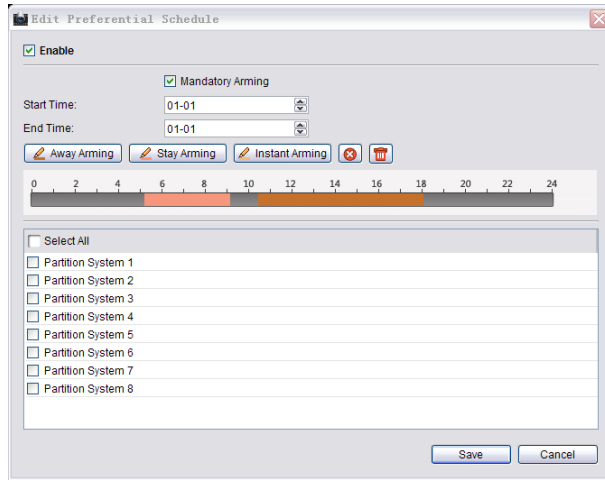 Edit Preferential Schedule
Enable
Mandatory Arming
Start Time: 01-01
End Time: 01-01
Away Arming Stay Arming Instant Arming
0 2 4 6 8 10 12 14 16 18 20 22 24
Select All
Partition System 1
Partition System 2
Partition System 3
Partition System 4
Partition System 5
Partition System 6
Partition System 7
Partition System 8
Save Cancel